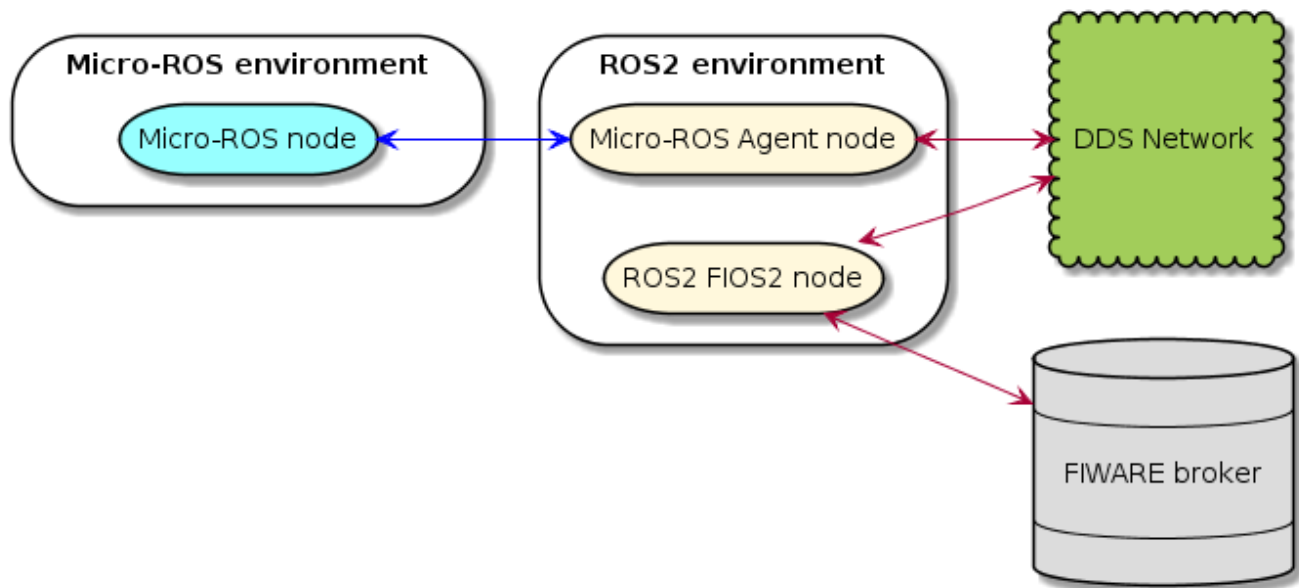 Micro-ROS environment
Micro-ROS node
ROS2 environment
Micro-ROS Agent node
ROS2 FIOS2 node
DDS Network
FIWARE broker